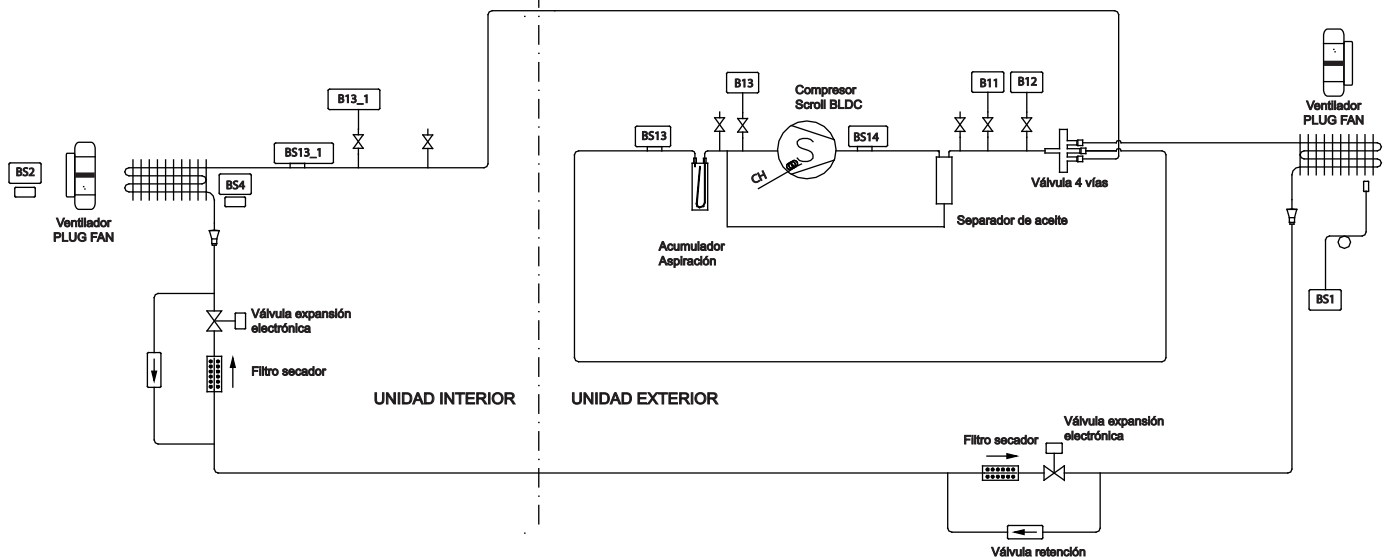 B13_1
B13
Compresor
Scroll BLDC
B11
B12
Ventilador
PLUG FAN
BS13
BS14
S
CH
BS13_1
BS2
BS4
Válvula 4 vías
Ventilador
PLUG FAN
Separador de aceite
Acumulador
Aspiración
BS1
Válvula expansión
electrónica
Filtro secador
UNIDAD INTERIOR
UNIDAD EXTERIOR
Filtro secador
Válvula expansión
electrónica
Válvula retención